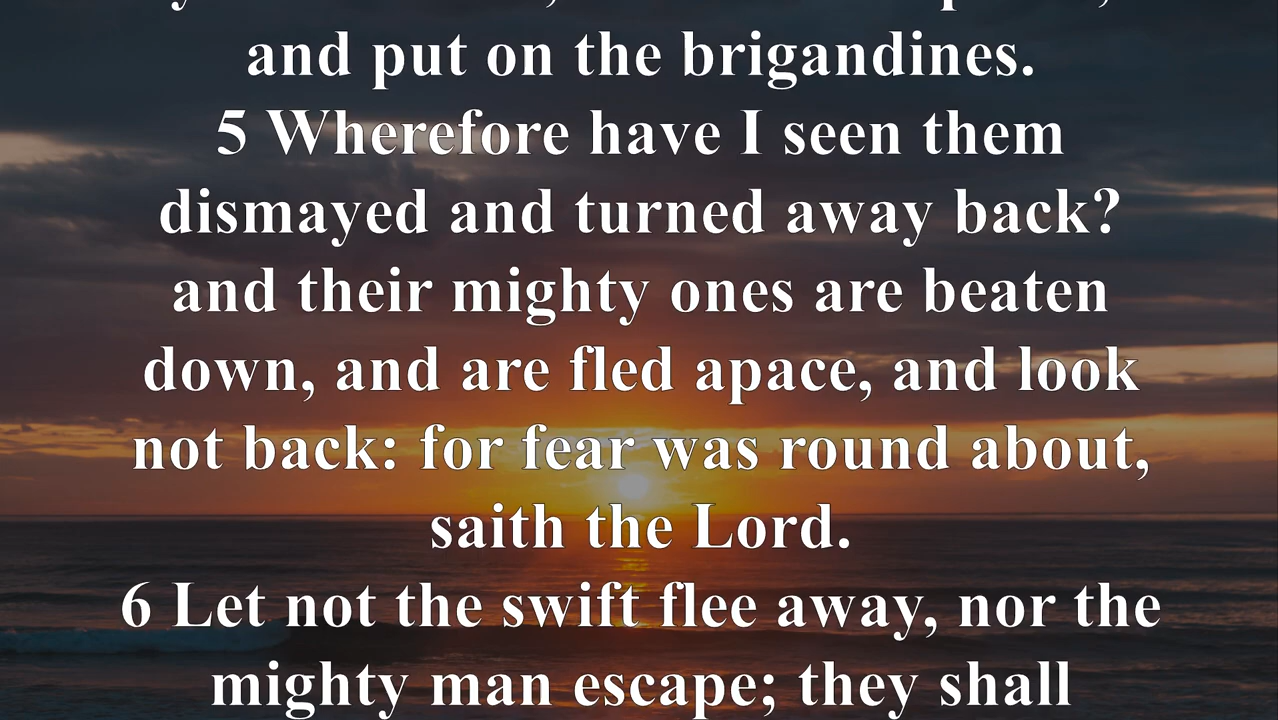 and put on the brigandines.
5 Wherefore have I seen them
dismayed and turned away back?
and their mighty ones are beaten
down, and are fled apace, and look
not back: for fear was round about,
saith the Lord.
6 Let not the swift flee away, nor the
mighty man escape; they shall